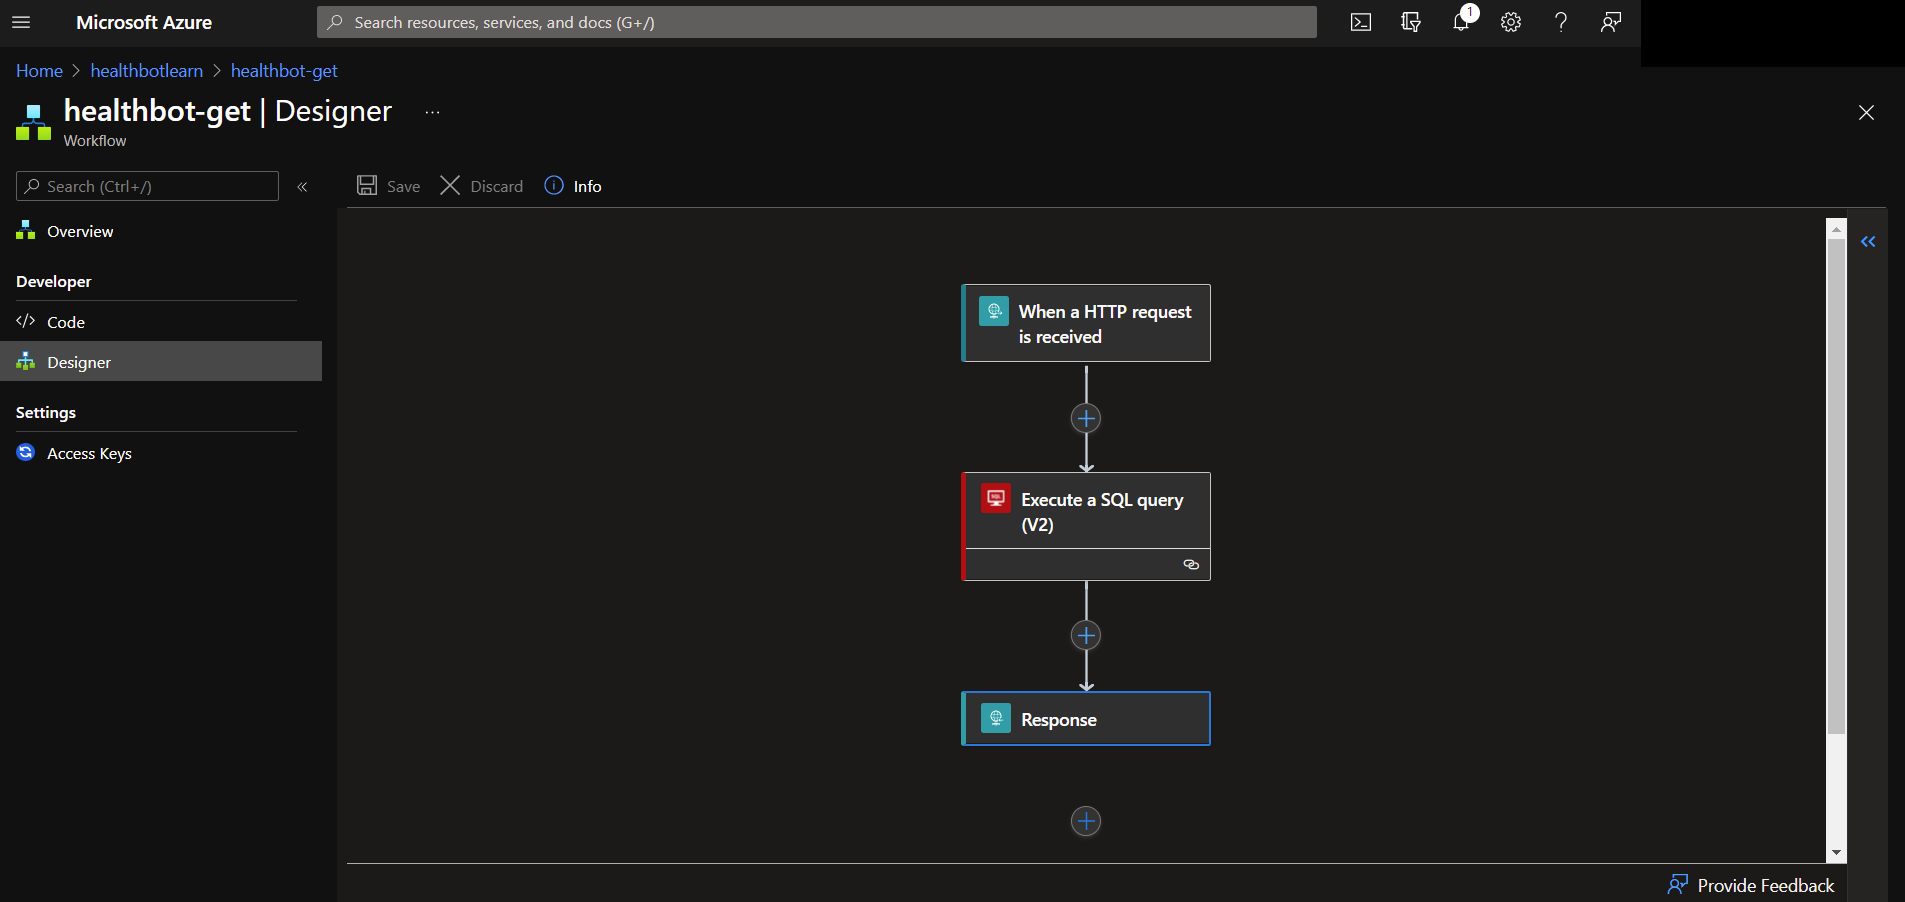 Microsoft Azure
Search resources, services, and docs (G+/)
1
Home > healthbotlearn > healthbot-get
healthbot-get | Designer ...
Workflow
Search (Ctrl+/)
«
Save
Discard
Info
Overview
Developer
</> Code
Designer
Settings
Access Keys
When a HTTP request
is received
SQL
Execute a SQL query
(V2)
Response
Provide Feedback